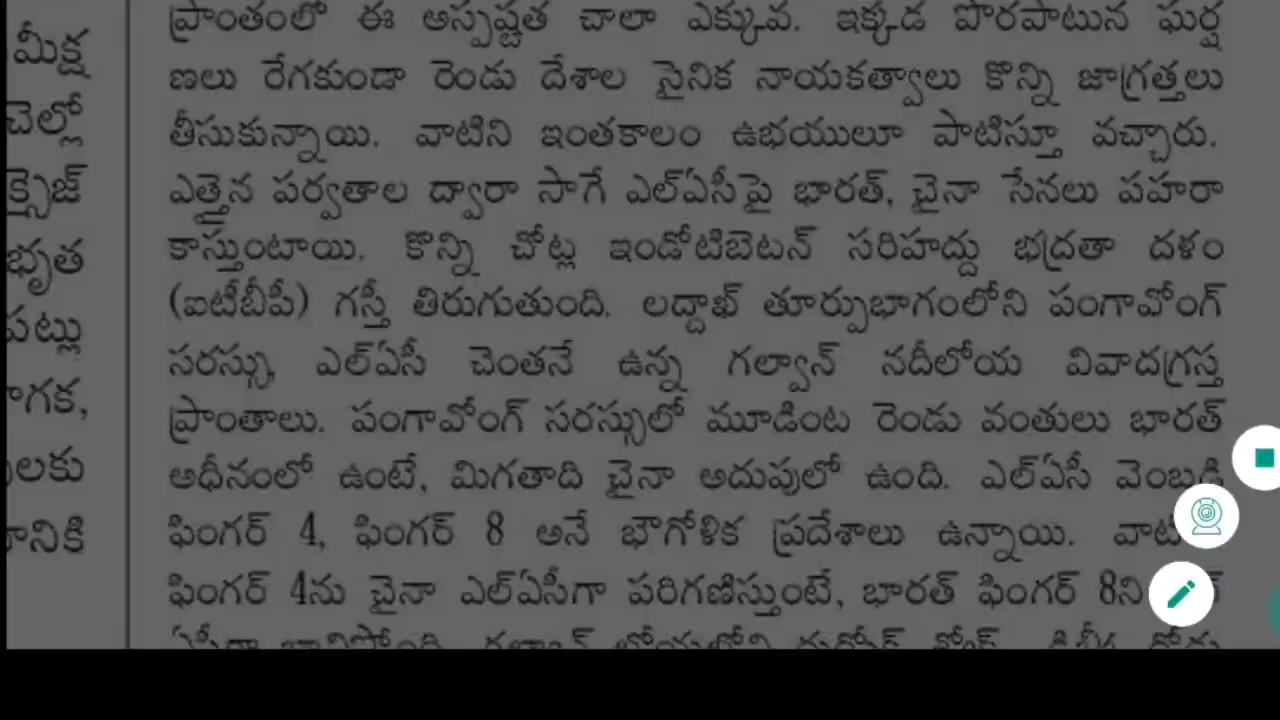 మీక్ష
చెల్లో
క్సెజ్
భృత
పట్లు
ాగక,
ులకు
ానికి
ప్రాంతంలో ఈ అస్పష్టత చాలా ఎక్కువ. ఇక్కడ పొరపాటున ఘర్ష
ణలు రేగకుండా రెండు దేశాల సైనిక నాయకత్వాలు కొన్ని జాగ్రత్తలు
తీసుకున్నాయి. వాటిని ఇంతకాలం ఉభయులూ పాటిస్తూ వచ్చారు.
ఎత్తైన పర్వతాల ద్వారా సాగే ఎల్ఏసీపై భారత్, చైనా సేనలు పహరా
కాస్తుంటాయి. కొన్ని చోట్ల ఇండోటిబెటన్ సరిహద్దు భద్రతా దళం
(ఐటీబీపీ) గస్తీ తిరుగుతుంది. లద్దాఖ్ తూర్పుభాగంలోని పంగావోంగ్
సరస్సు, ఎల్ఏసీ చెంతనే ఉన్న గల్వాన్ నదీలోయ వివాదగ్రస్త
ప్రాంతాలు. పంగావోంగ్ సరస్సులో మూడింట రెండు వంతులు భారత్
అధీనంలో ఉంటే, మిగతాది చైనా అదుపులో ఉంది. ఎల్ఏసీ వెంబడి
ఫింగర్ 4, ఫింగర్ 8 అనే భౌగోళిక ప్రదేశాలు ఉన్నాయి.
ఫింగర్ 4ను చైనా ఎల్ఏసీగా పరిగణిస్తుంటే, భారత్ ఫింగర్ 8ని